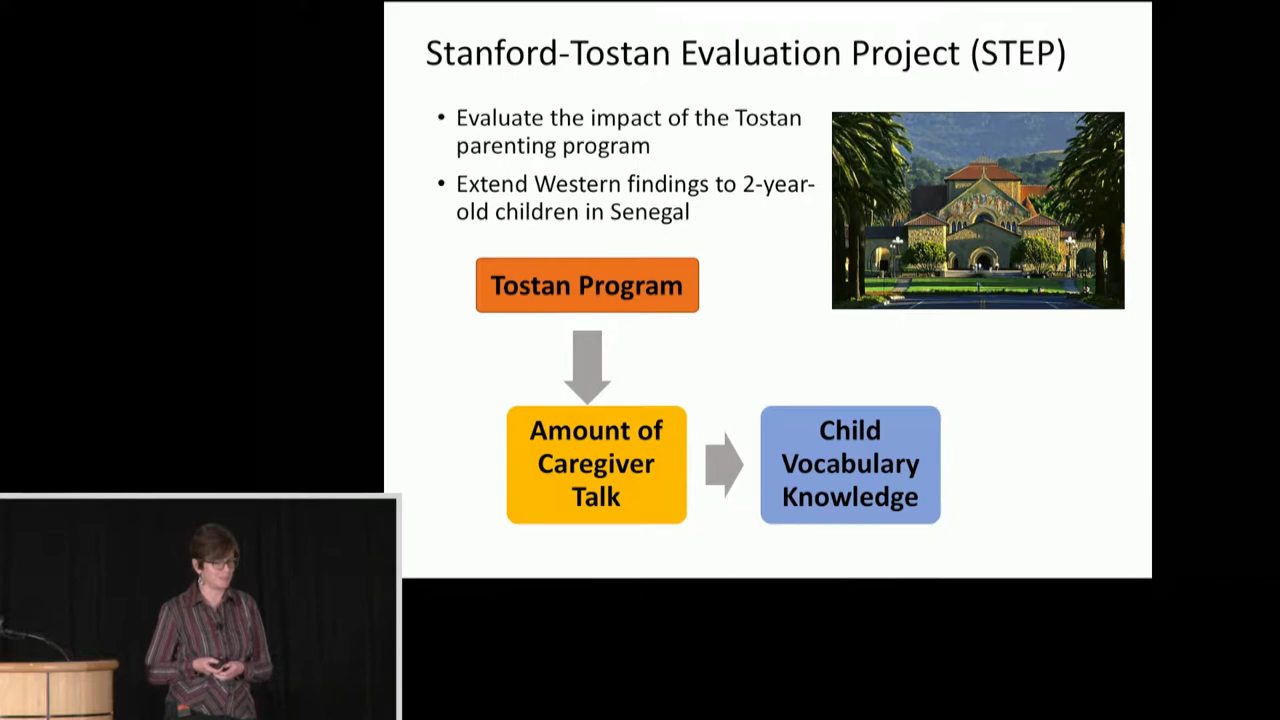 Stanford-Tostan Evaluation Project (STEP)
• Evaluate the impact of the Tostan
parenting program
• Extend Western findings to 2-year-
old children in Senegal
Tostan Program
Amount of
Caregiver
Talk
Child
Vocabulary
Knowledge